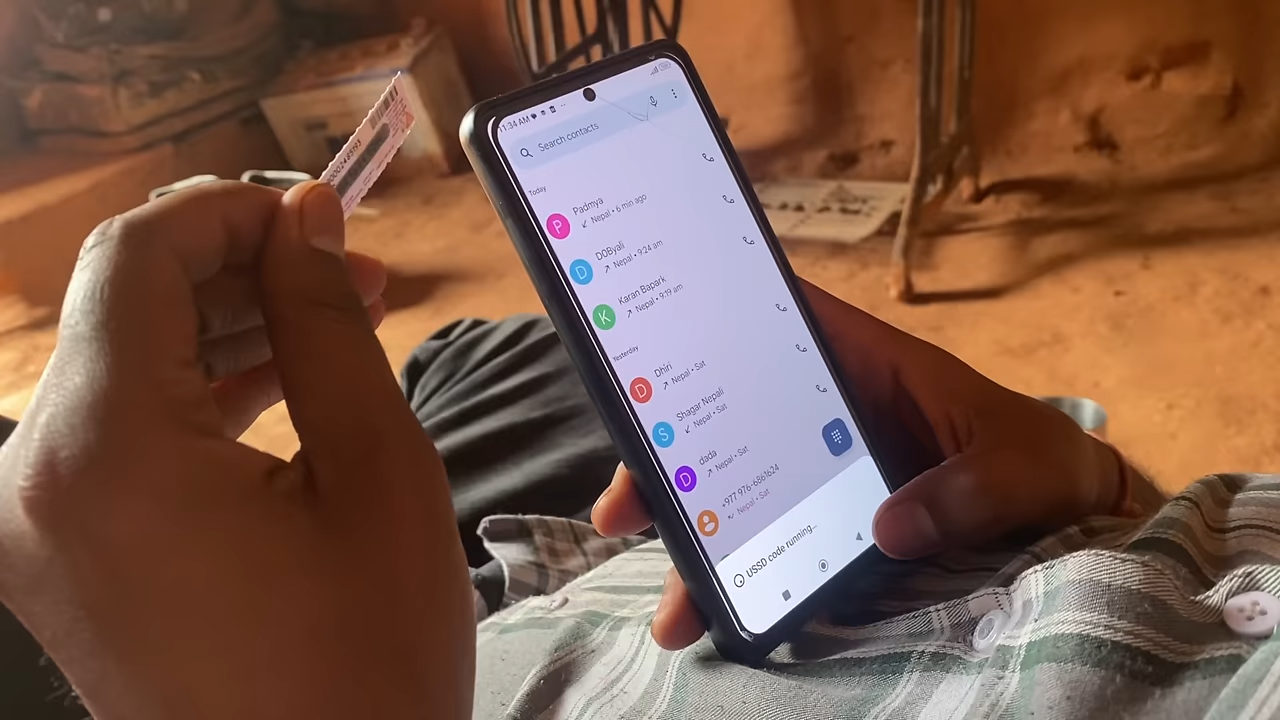 11:34 AM
Search contacts
Today
P
Padmya
Nepal • 6 min ago
D
DOByali
Nepal • 9:24 am
K
Karan Bapark
Nepal • 9:19 am
Yesterday
D
Dhiri
Nepal • Sat
S
Shagar Nepali
Nepal • Sat
D
dada
Nepal • Sat
+977 976-6861624
Nepal • Sat
USSD code running...